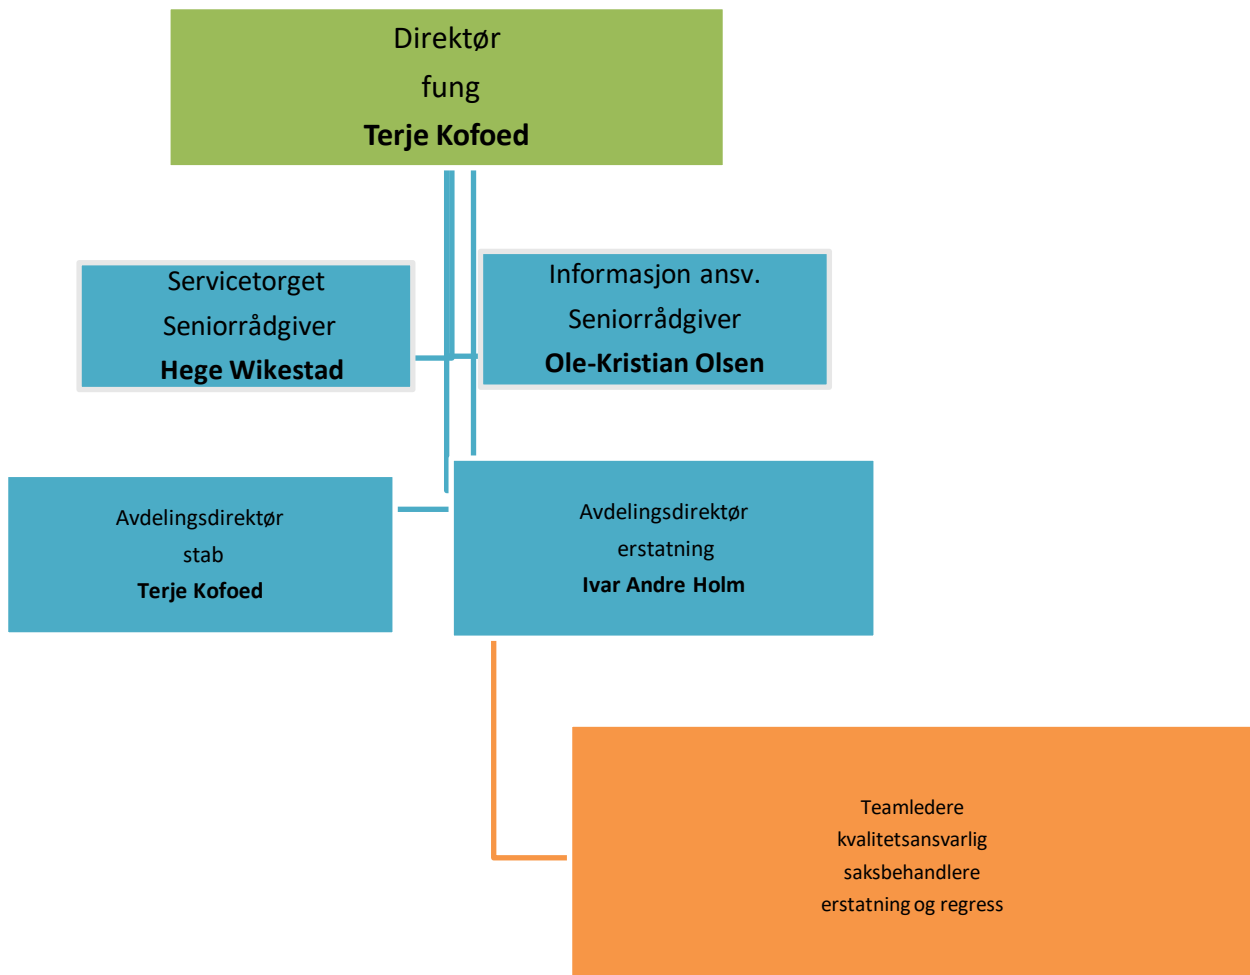 Direktør
fung
Terje Kofoed
Servicetorget
Seniorrådgiver
Hege Wikestad
Informasjon ansv.
Seniorrådgiver
Ole-Kristian Olsen
Avdelingsdirektør
stab
Terje Kofoed
Avdelingsdirektør
erstatning
Ivar Andre Holm
Teamledere
kvalitetsansvarlig
saksbehandlere
erstatning og regress